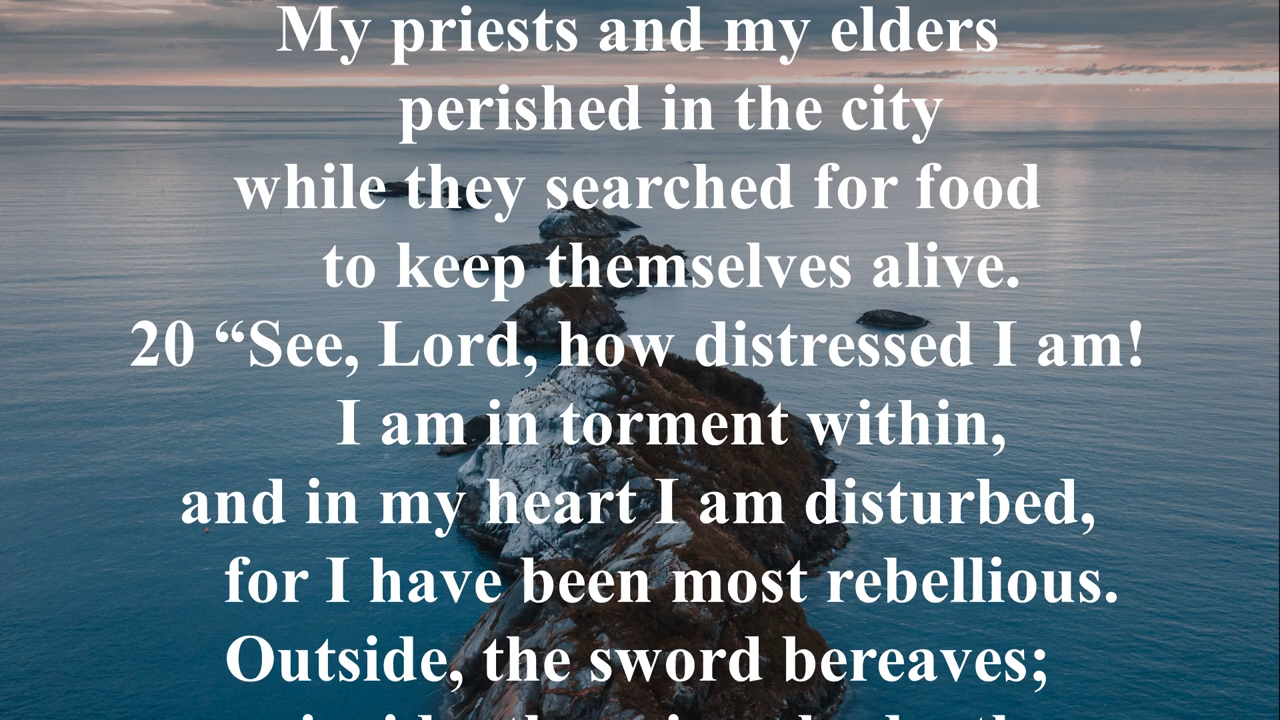 My priests and my elders
perished in the city
while they searched for food
to keep themselves alive.
20 “See, Lord, how distressed I am!
I am in torment within,
and in my heart I am disturbed,
for I have been most rebellious.
Outside, the sword bereaves;